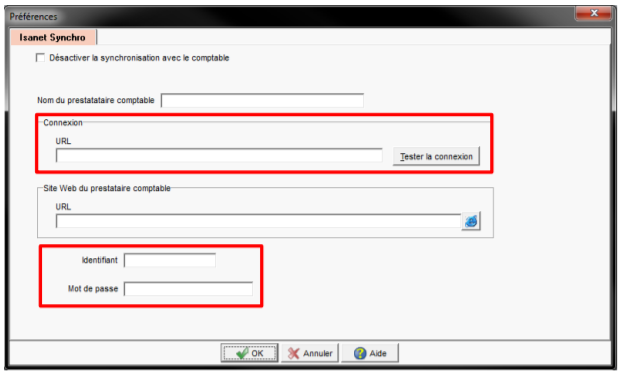 Préférences
Isanet Synchro
Désactiver la synchronisation avec le comptable
Nom du prestatataire comptable
Connexion
URL
Tester la connexion
Site Web du prestataire comptable
URL
Identifiant
Mot de passe
OK Annuler Aide